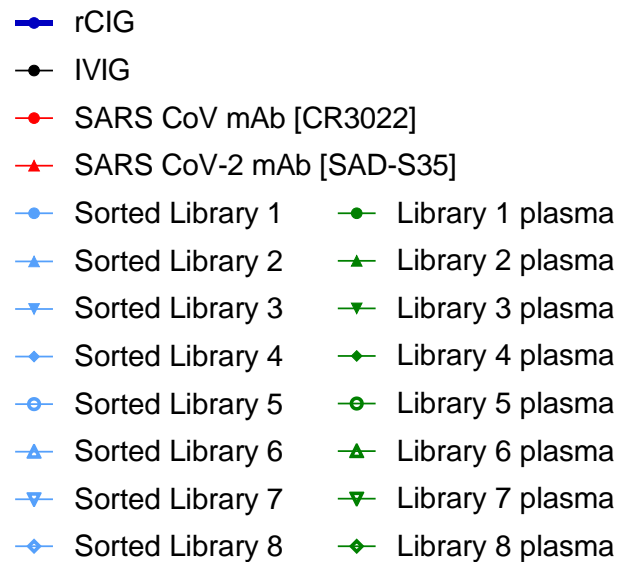 rCIG
IVIG
SARS CoV mAb [CR3022]
SARS CoV-2 mAb [SAD-S35]
Sorted Library 1 Library 1 plasma
Sorted Library 2 Library 2 plasma
Sorted Library 3 Library 3 plasma
Sorted Library 4 Library 4 plasma
Sorted Library 5 Library 5 plasma
Sorted Library 6 Library 6 plasma
Sorted Library 7 Library 7 plasma
Sorted Library 8 Library 8 plasma